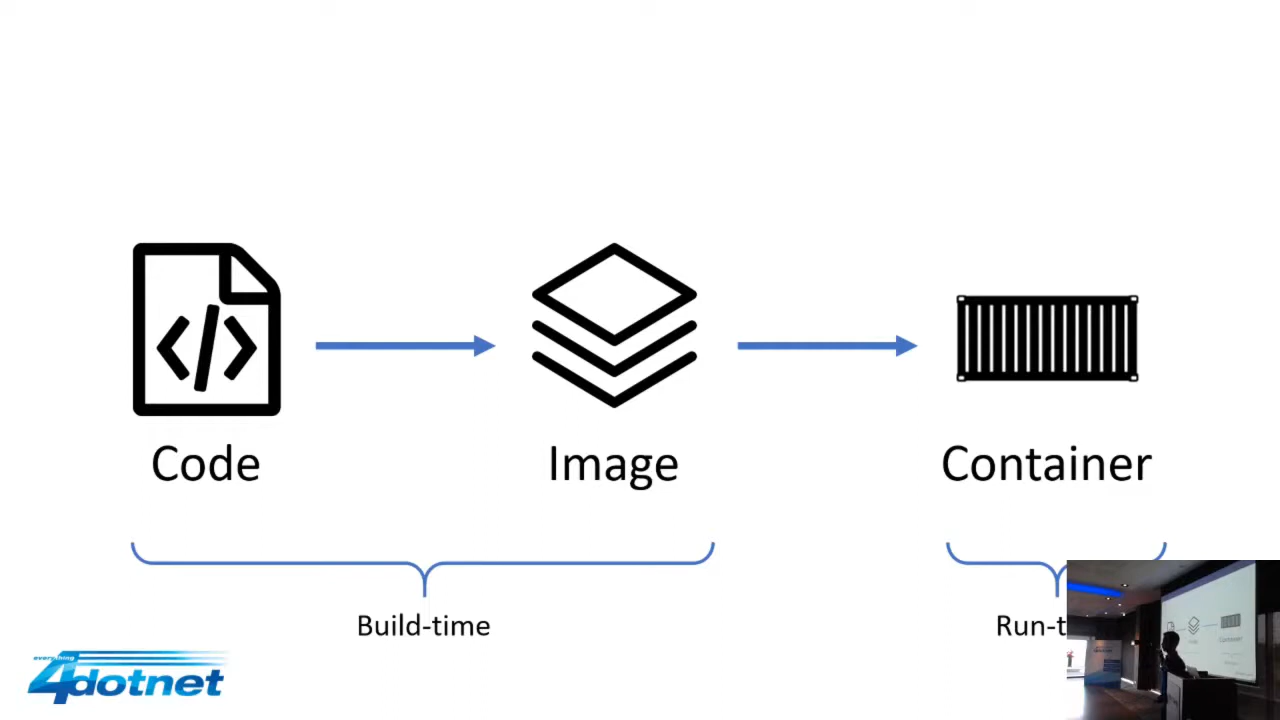 </>
Code
Image
Container
Build-time
Run-t
everything
4dotnet